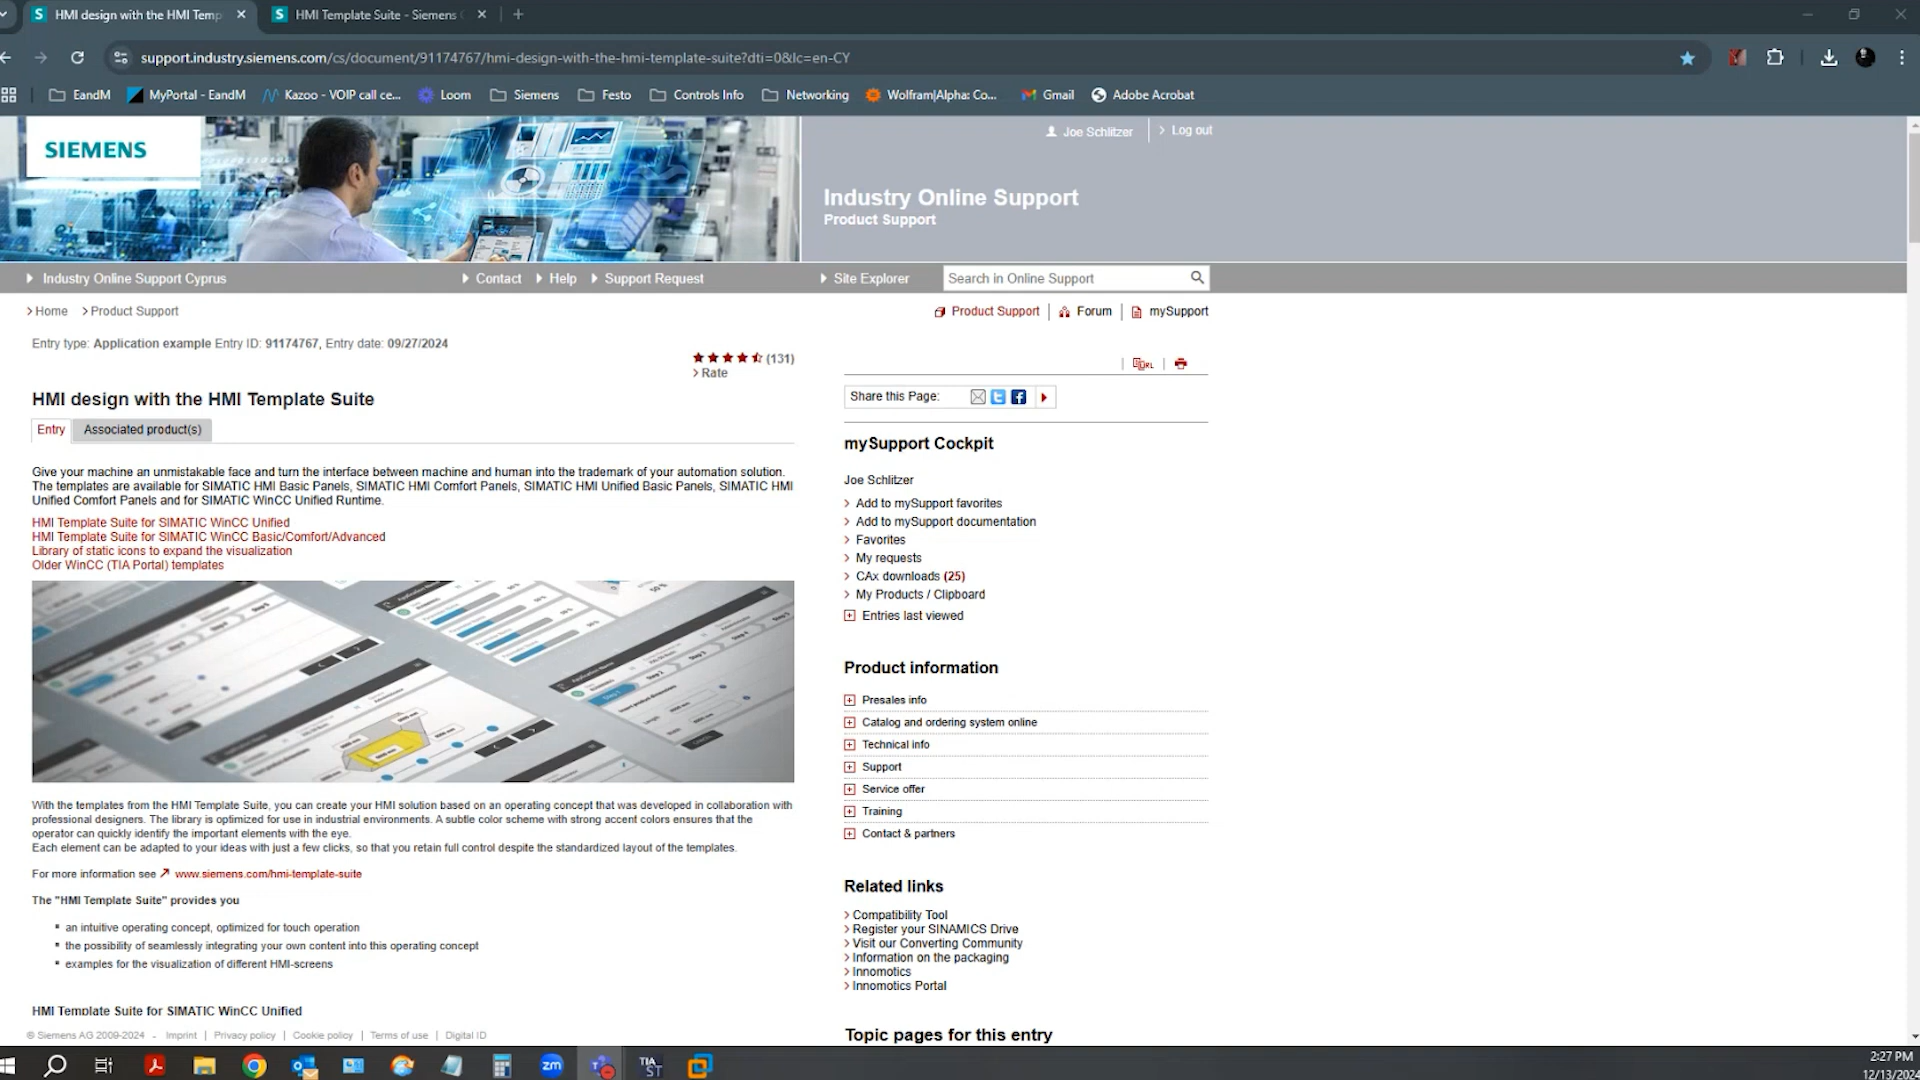 HMI design with the HMI Temp
HMI Template Suite - Siemens
support.industry.siemens.com/cs/document/91174767/hmi-design-with-the-hmi-template-suite?dti=0&lc=en-CY
EandM
MyPortal - EandM
Kazoo - VOIP call ce...
Loom
Siemens
Festo
Controls Info
Networking
Wolfram|Alpha: Co...
Gmail
Adobe Acrobat
SIEMENS
Joe Schlitzer
Log out
Industry Online Support
Product Support
Industry Online Support Cyprus
Contact
Help
Support Request
Site Explorer
Search in Online Support
Home
Product Support
Product Support
Forum
mySupport
Entry type: Application example Entry ID: 91174767, Entry date: 09/27/2024
(131)
Rate
HMI design with the HMI Template Suite
Entry
Associated product(s)
Give your machine an unmistakable face and turn the interface between machine and human into the trademark of your automation solution.
The templates are available for SIMATIC HMI Basic Panels, SIMATIC HMI Comfort Panels, SIMATIC HMI Unified Basic Panels, SIMATIC HMI
Unified Comfort Panels and for SIMATIC WinCC Unified Runtime.
HMI Template Suite for SIMATIC WinCC Unified
HMI Template Suite for SIMATIC WinCC Basic/Comfort/Advanced
Library of static icons to expand the visualization
Older WinCC (TIA Portal) templates
With the templates from the HMI Template Suite, you can create your HMI solution based on an operating concept that was developed in collaboration with
professional designers. The library is optimized for use in industrial environments. A subtle color scheme with strong accent colors ensures that the
operator can quickly identify the important elements with the eye.
Each element can be adapted to your ideas with just a few clicks, so that you retain full control despite the standardized layout of the templates.
For more information see www.siemens.com/hmi-template-suite
The "HMI Template Suite" provides you
an intuitive operating concept, optimized for touch operation
the possibility of seamlessly integrating your own content into this operating concept
examples for the visualization of different HMI-screens
HMI Template Suite for SIMATIC WinCC Unified
© Siemens AG 2009-2024 - Imprint | Privacy policy | Cookie policy | Terms of use | Digital ID
URL
Share this Page:
mySupport Cockpit
Joe Schlitzer
Add to mySupport favorites
Add to mySupport documentation
Favorites
My requests
CAx downloads (25)
My Products / Clipboard
Entries last viewed
Product information
Presales info
Catalog and ordering system online
Technical info
Support
Service offer
Training
Contact & partners
Related links
Compatibility Tool
Register your SINAMICS Drive
Visit our Converting Community
Information on the packaging
Innomotics
Innomotics Portal
Topic pages for this entry
zm
TIA
ST
2:27 PM
12/13/2024